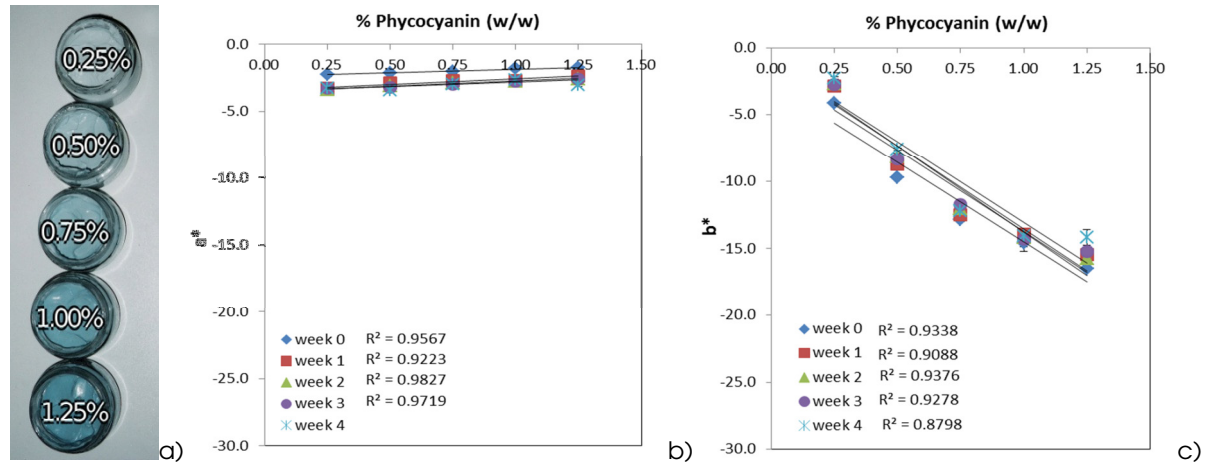 0.25%
0.50%
0.75%
1.00%
1.25%
a)
% Phycocyanin (w/w)
0.00 0.25 0.50 0.75 1.00 1.25 1.50
0.0
-5.0
-10.0
-15.0
-20.0
-25.0
-30.0
a*
week 0 R² = 0.9567
week 1 R² = 0.9223
week 2 R² = 0.9827
week 3 R² = 0.9719
week 4
b)
% Phycocyanin (w/w)
0.00 0.25 0.50 0.75 1.00 1.25 1.50
0.0
-5.0
-10.0
-15.0
-20.0
-25.0
-30.0
b*
week 0 R² = 0.9338
week 1 R² = 0.9088
week 2 R² = 0.9376
week 3 R² = 0.9278
week 4 R² = 0.8798
c)